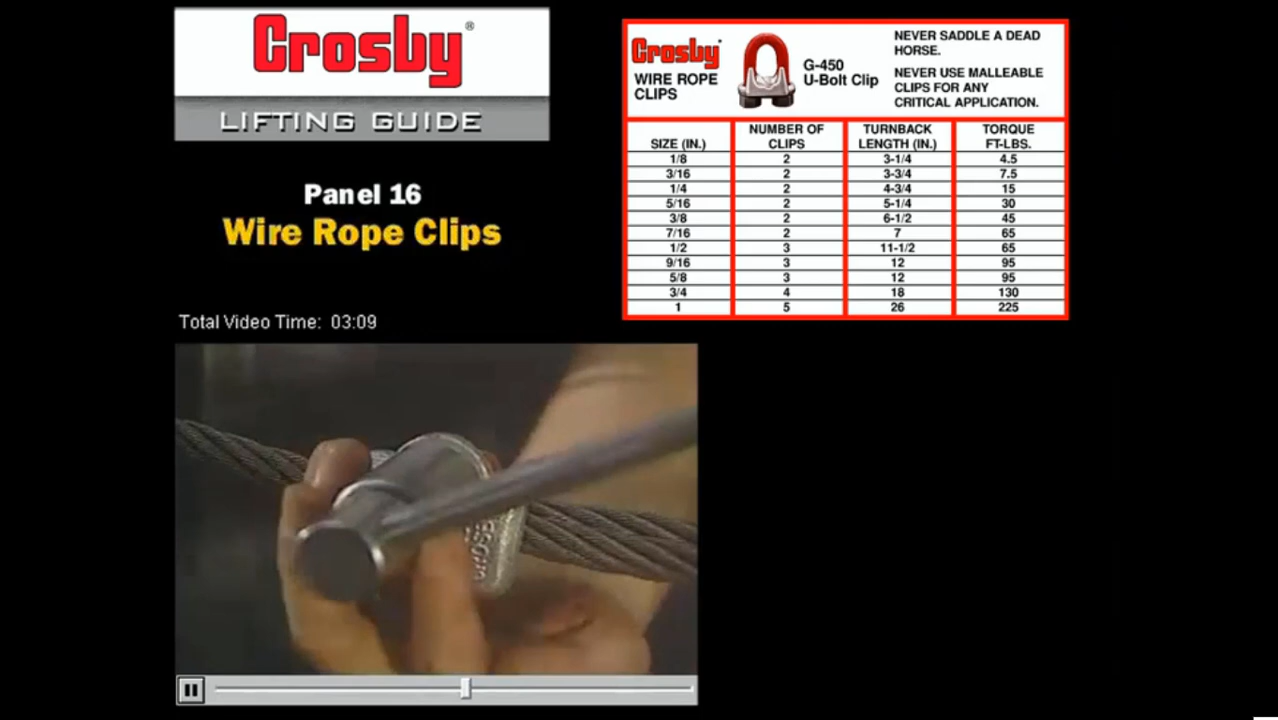 Crosby®
LIFTING GUIDE
Panel 16
Wire Rope Clips
Total Video Time: 03:09
Crosby
WIRE ROPE
CLIPS
G-450
U-Bolt Clip
NEVER SADDLE A DEAD
HORSE.
NEVER USE MALLEABLE
CLIPS FOR ANY
CRITICAL APPLICATION.
SIZE (IN.) NUMBER OF CLIPS TURNBACK LENGTH (IN.) TORQUE FT-LBS.
1/8 2 3-1/4 4.5
3/16 2 3-3/4 7.5
1/4 2 4-3/4 15
5/16 2 5-1/4 30
3/8 2 6-1/2 45
7/16 2 7 65
1/2 3 11-1/2 65
9/16 3 12 95
5/8 3 12 95
3/4 4 18 130
1 5 26 225